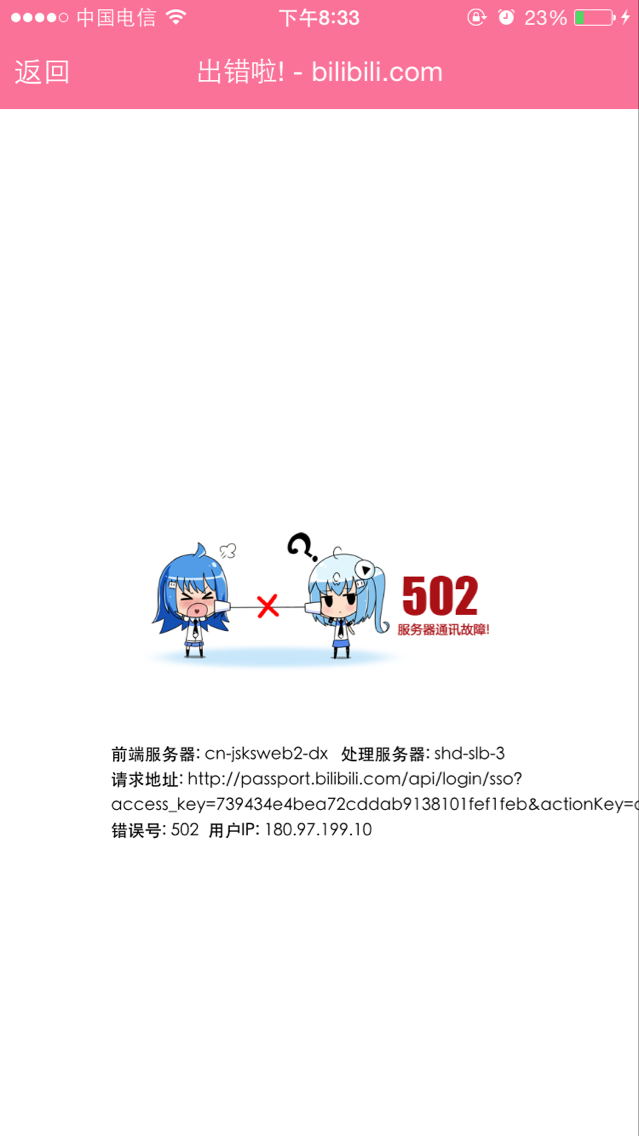 中国电信 下午8:33 23%
返回 出错啦! - bilibili.com
?
502
服务器通讯故障!
前端服务器: cn-jsksweb2-dx 处理服务器: shd-slb-3
请求地址: http://passport.bilibili.com/api/login/sso?
access_key=739434e4bea72cddab9138101fef1feb&actionKey=
错误号: 502 用户IP: 180.97.199.10